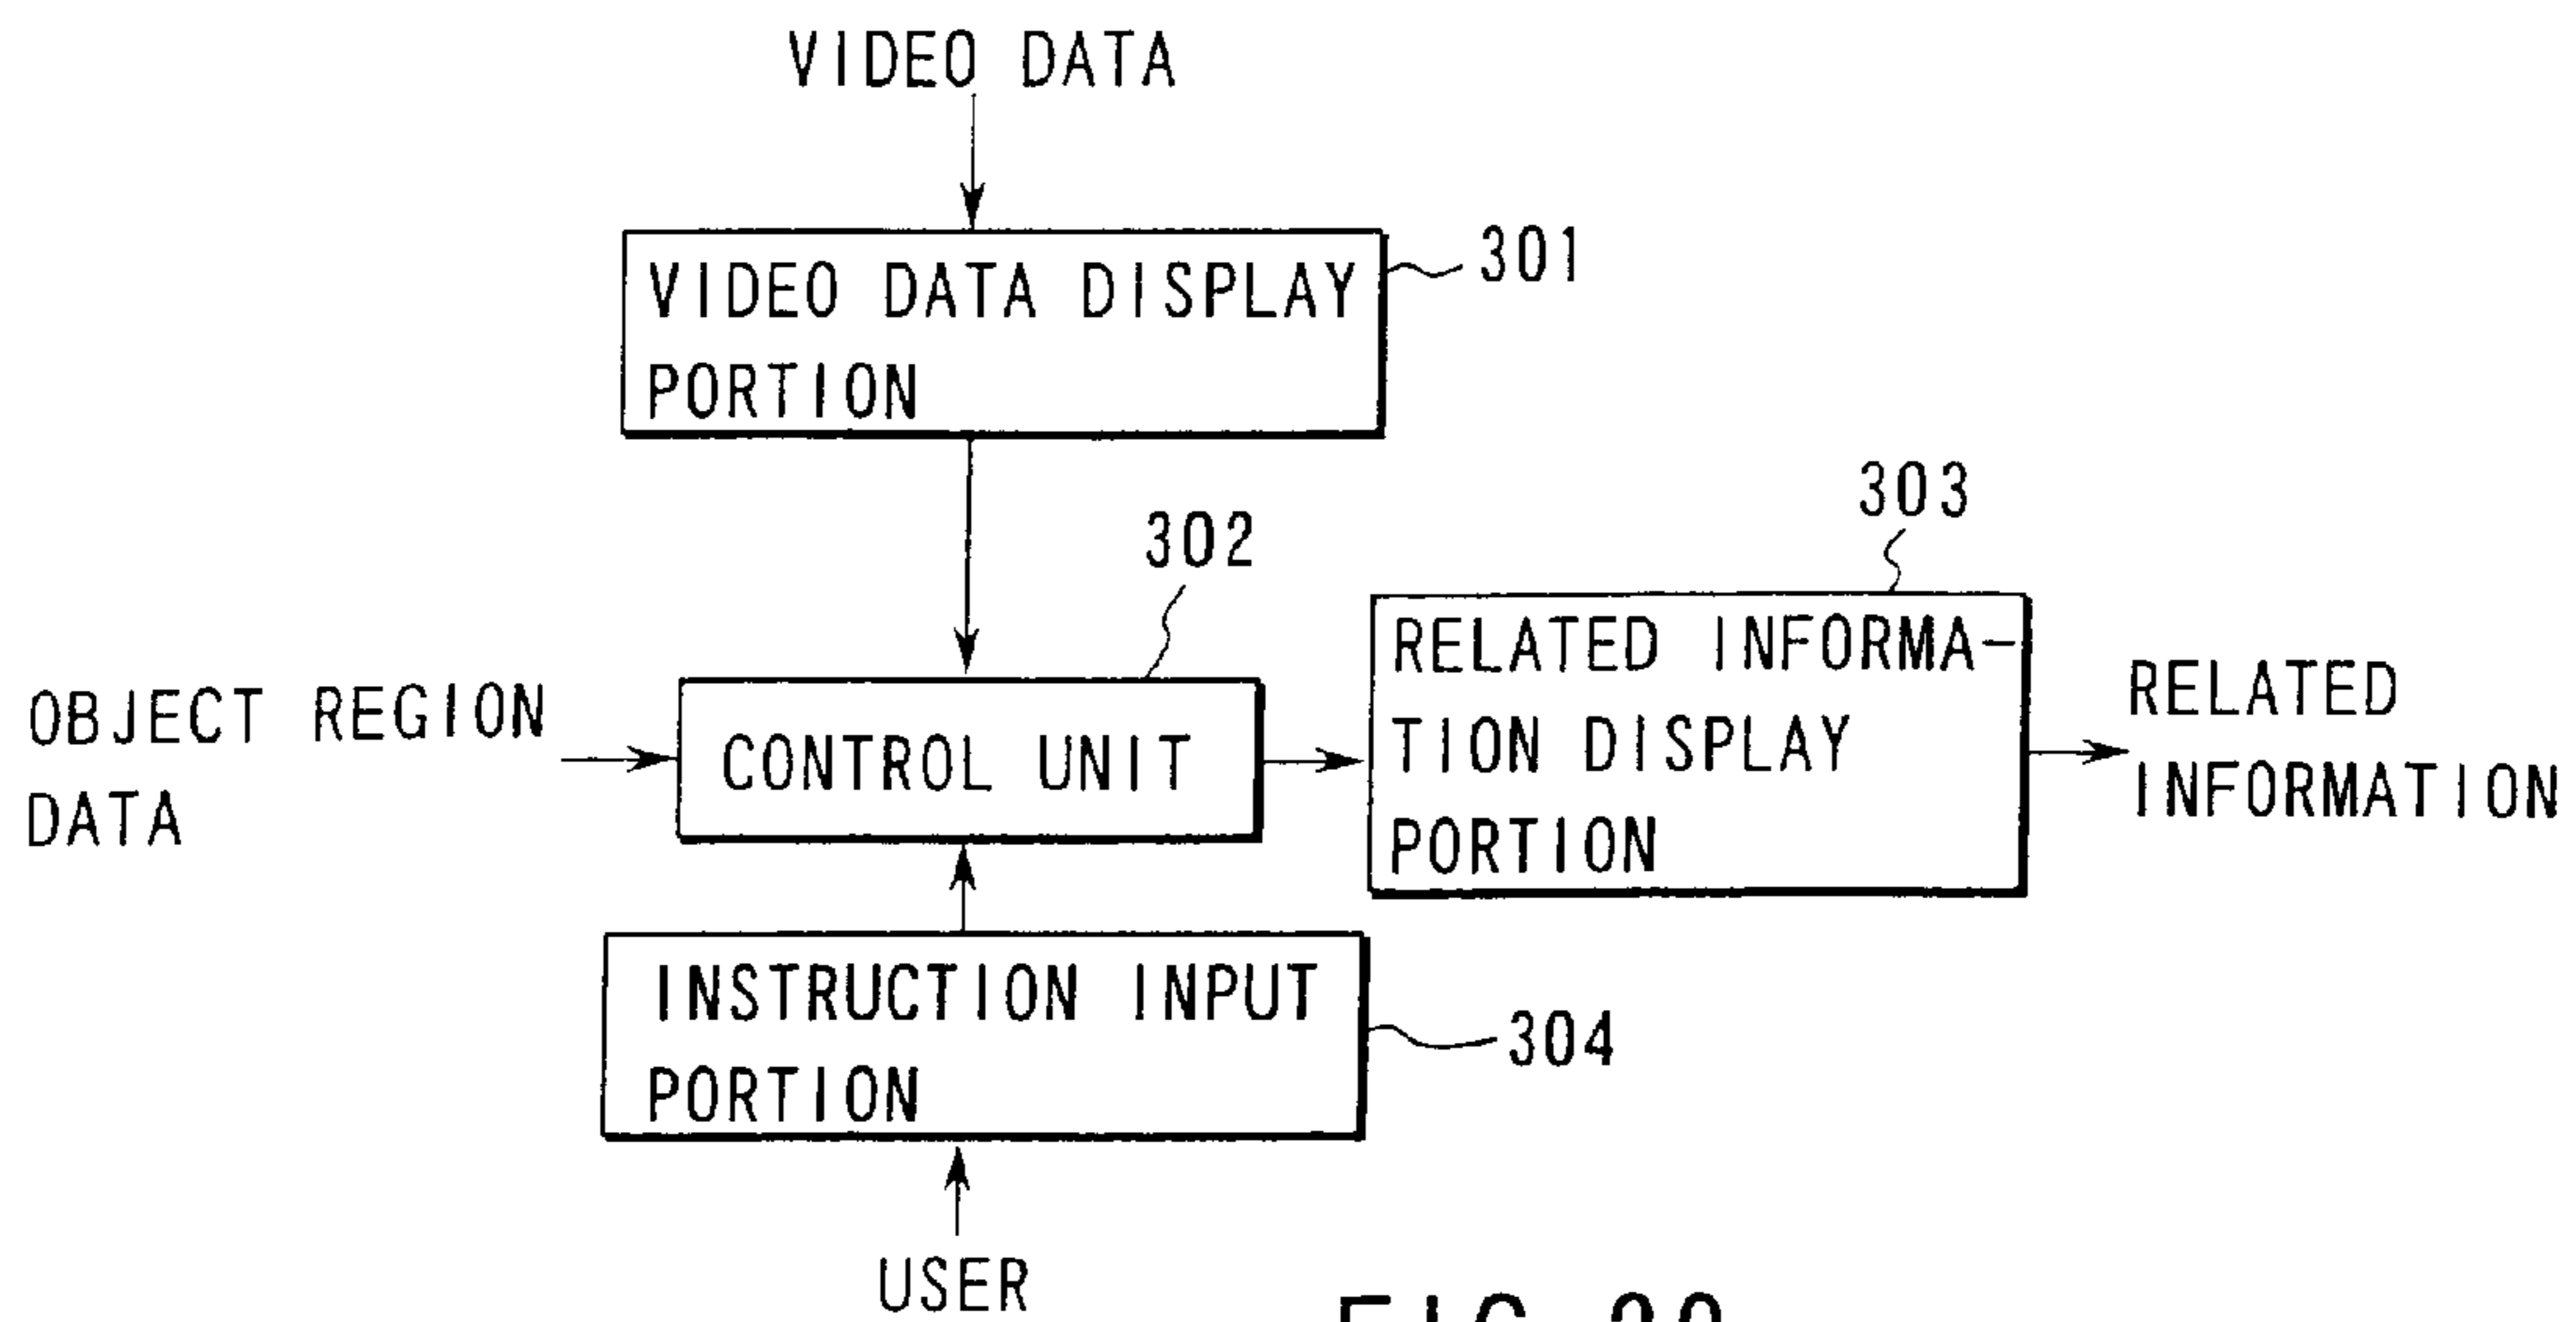 VIDEO DATA
VIDEO DATA DISPLAY
PORTION
301
302
303
OBJECT REGION
DATA
CONTROL UNIT
RELATED INFORMA-
TION DISPLAY
PORTION
RELATED
INFORMATION
INSTRUCTION INPUT
PORTION
304
USER